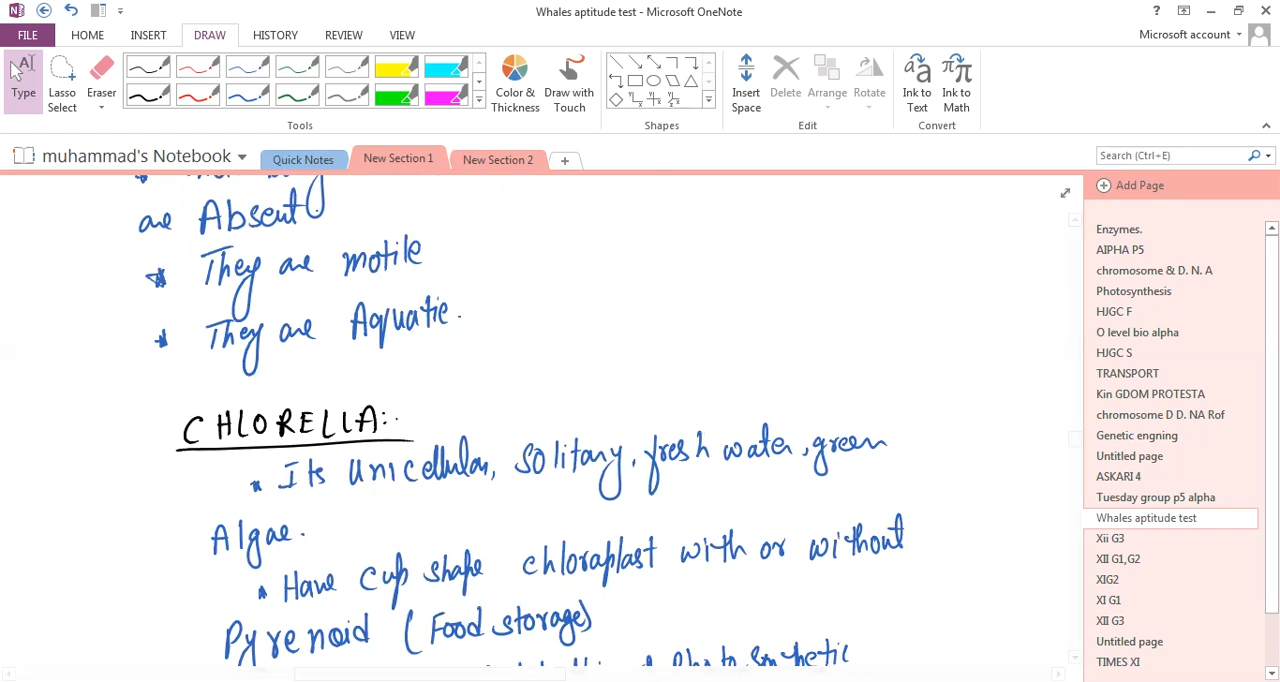 Whales aptitude test - Microsoft OneNote
?
FILE HOME INSERT DRAW HISTORY REVIEW VIEW
Microsoft account
Type
Lasso
Select
Eraser
Color &
Thickness
Draw with
Touch
Insert
Space
Delete
Arrange
Rotate
Ink to
Text
Ink to
Math
Tools
Shapes
Edit
Convert
muhammad's Notebook
Quick Notes
New Section 1
New Section 2
Search (Ctrl+E)
Add Page
are Absent
* They are motile
* They are Aquatic.
CHLORELLA:.
* Its Unicellular, Solitary, fresh water, green
Algae.
* Have cup shape chloraplast with or without
Pyrenoid (Food storage)
Photosynthetic
Enzymes.
AlPHA P5
chromosome & D. N. A
Photosynthesis
HJGC F
O level bio alpha
HJGC S
TRANSPORT
Kin GDOM PROTESTA
chromosome D D. NA Rof
Genetic engning
Untitled page
ASKARI 4
Tuesday group p5 alpha
Whales aptitude test
Xii G3
XII G1,G2
XIG2
XI G1
XII G3
Untitled page
TIMES XI